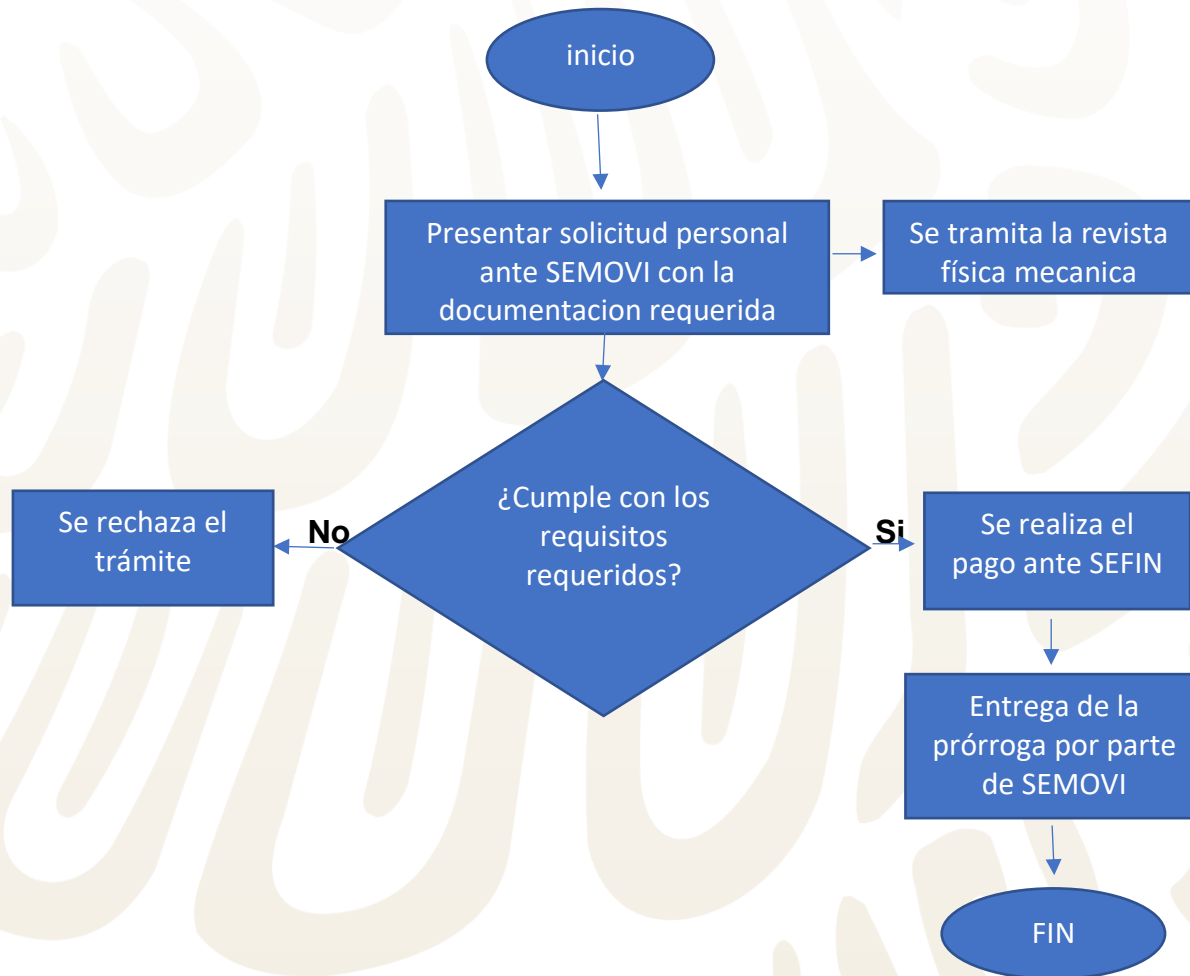 inicio
Presentar solicitud personal
ante SEMOVI con la
documentacion requerida
Se tramita la revista
física mecanica
¿Cumple con los
requisitos
requeridos?
No
Si
Se rechaza el
trámite
Se realiza el
pago ante SEFIN
Entrega de la
prórroga por parte
de SEMOVI
FIN